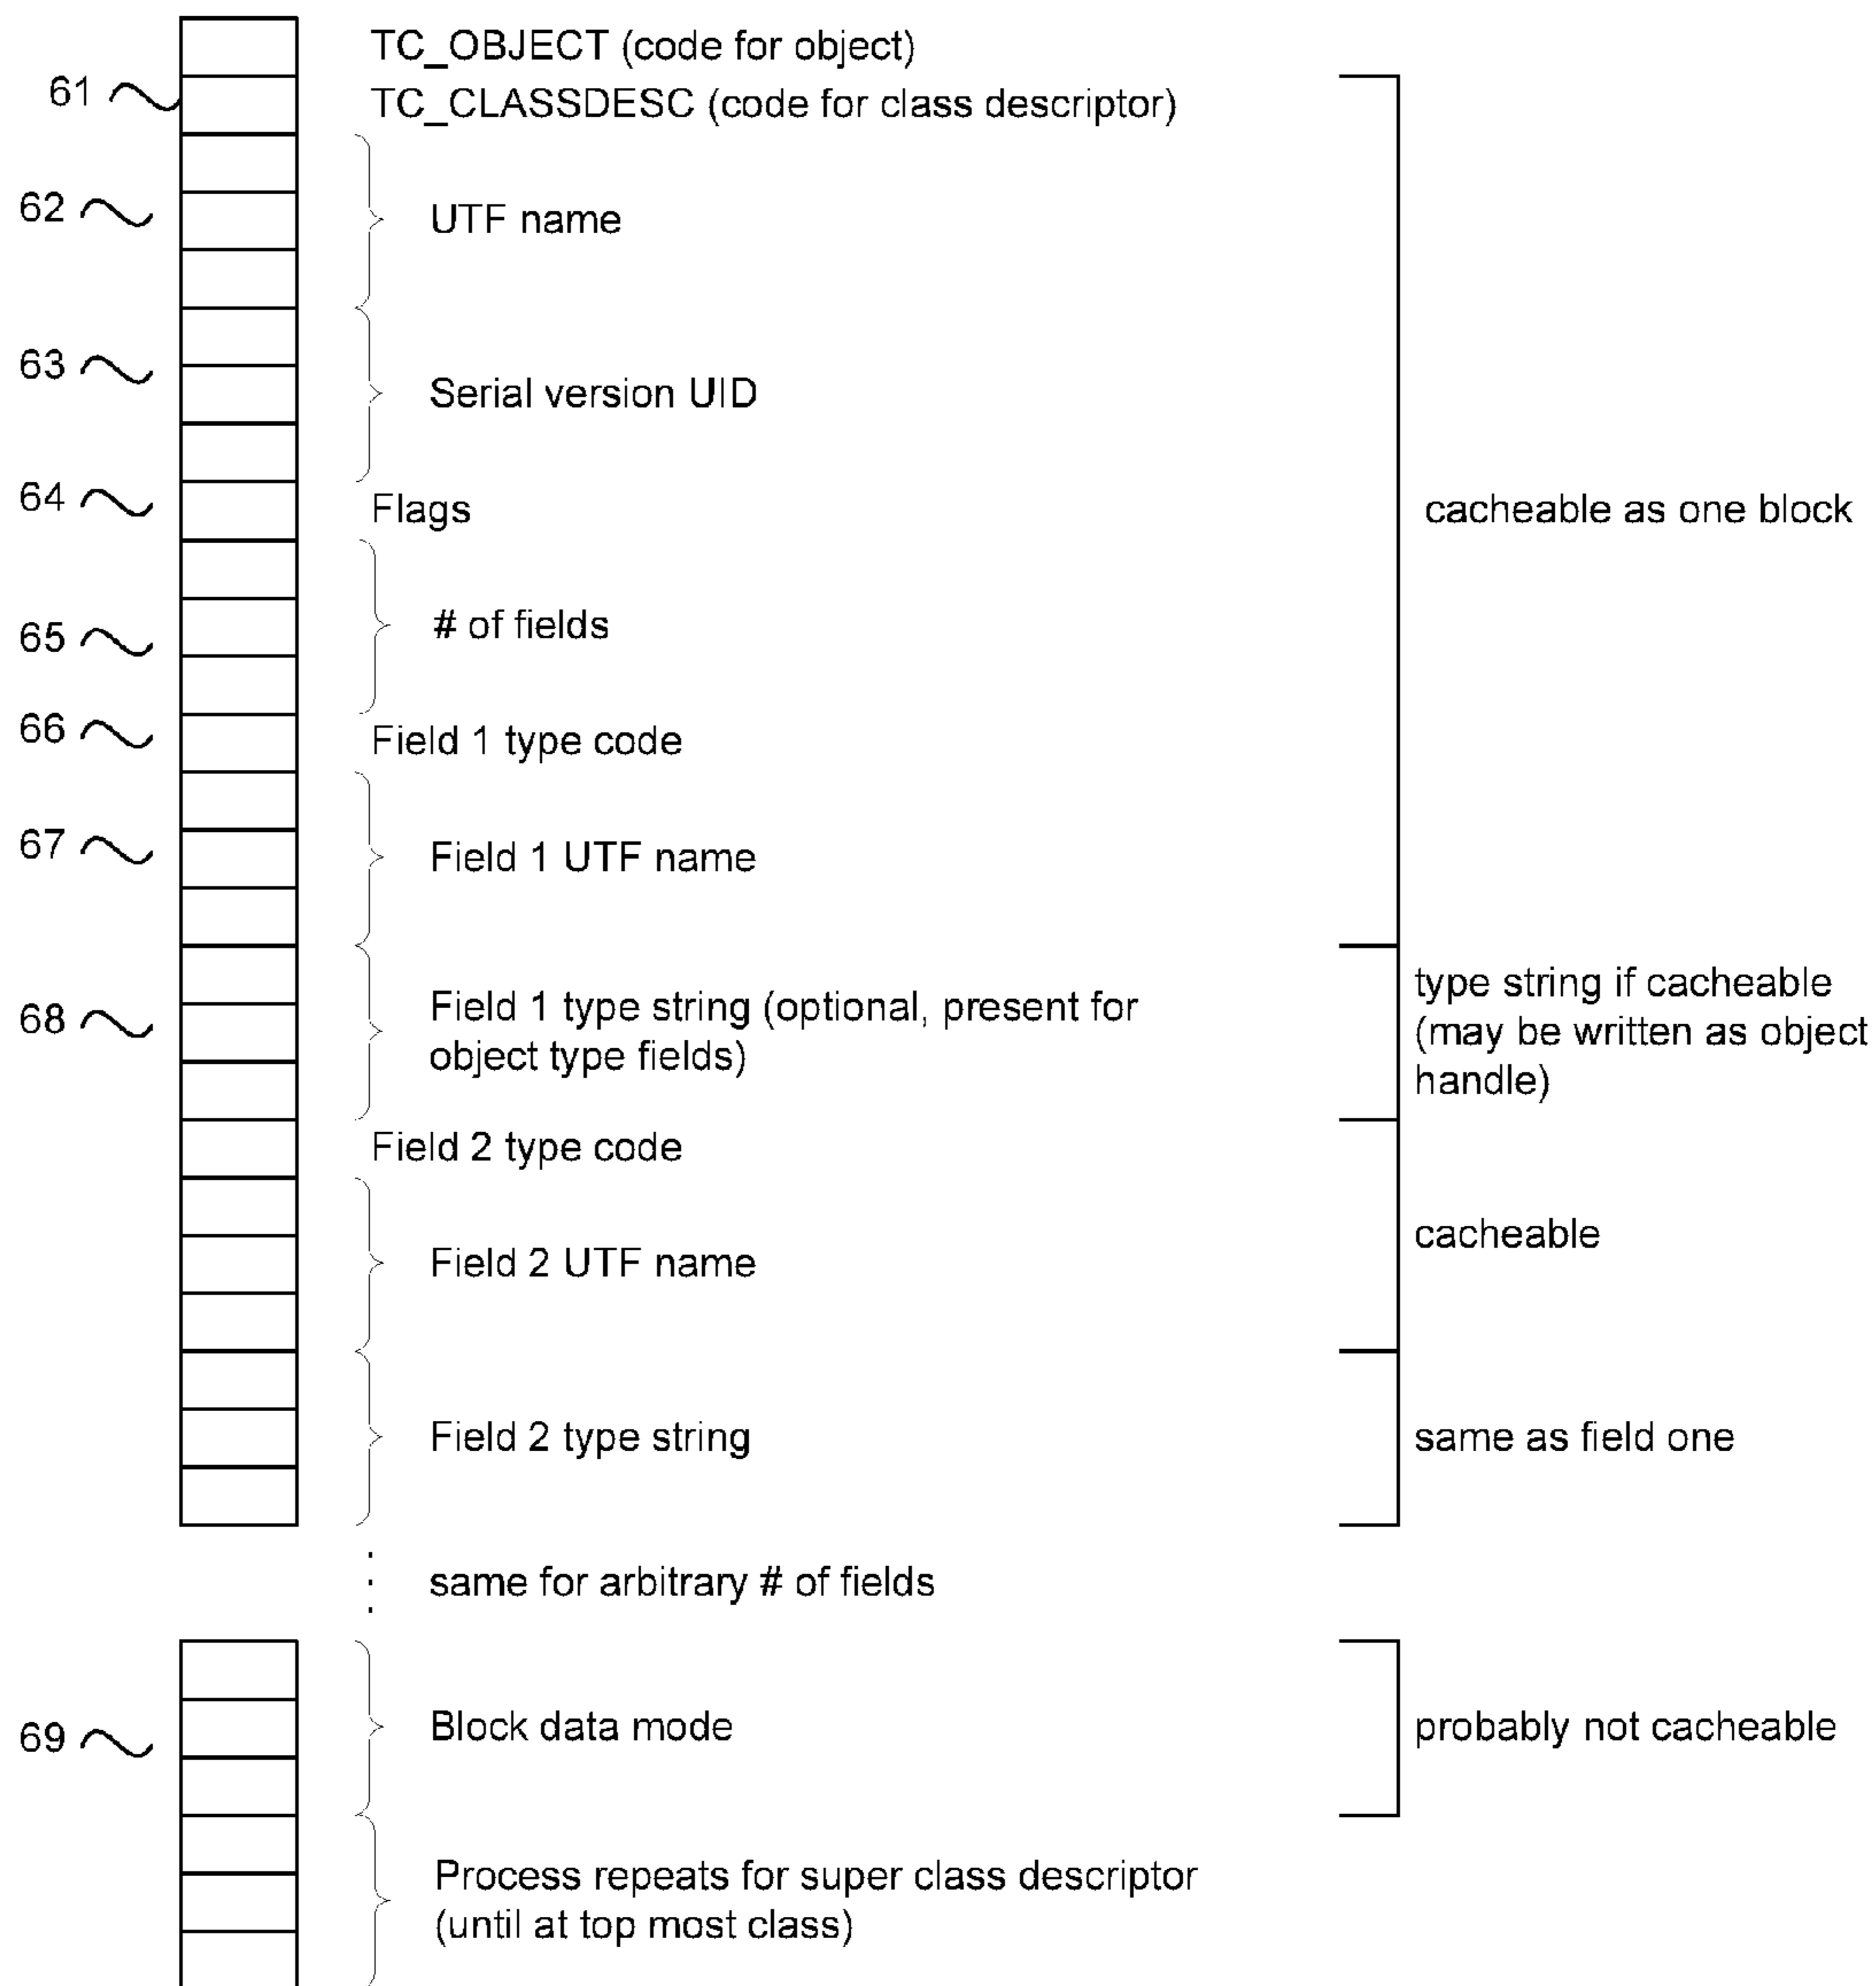 TC_OBJECT (code for object)
61
TC_CLASSDESC (code for class descriptor)
62
UTF name
63
Serial version UID
64
Flags
cacheable as one block
65
# of fields
66
Field 1 type code
67
Field 1 UTF name
68
Field 1 type string (optional, present for
object type fields)
type string if cacheable
(may be written as object
handle)
Field 2 type code
Field 2 UTF name
cacheable
Field 2 type string
same as field one
same for arbitrary # of fields
69
Block data mode
probably not cacheable
Process repeats for super class descriptor
(until at top most class)